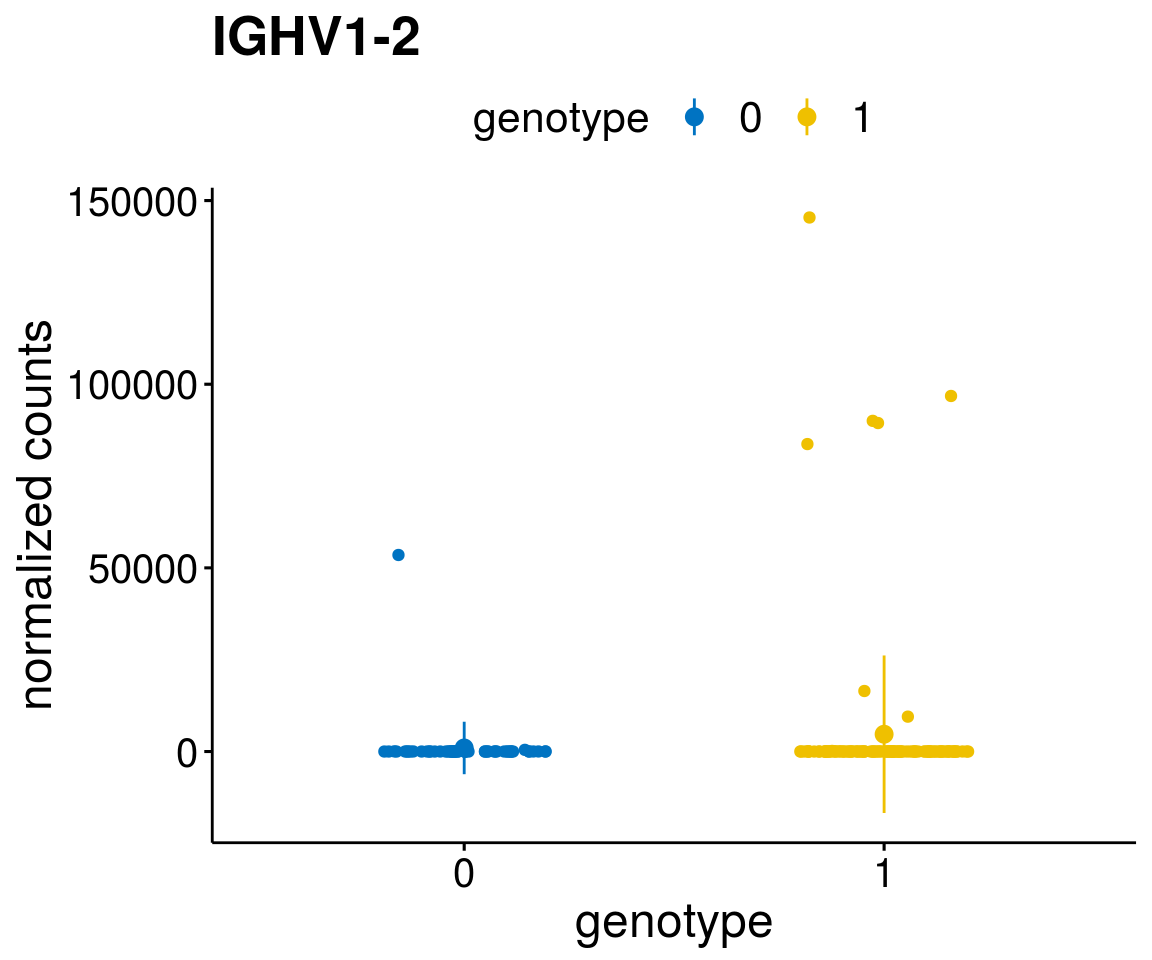 IGHV1-2
genotype 0 1
normalized counts
150000
100000
50000
0
0 1
genotype